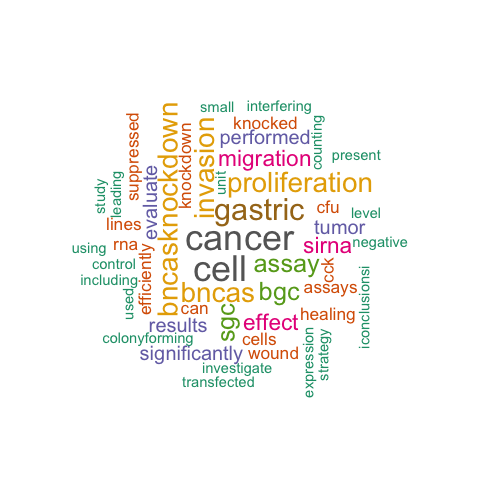 small interfering
suppressed
knocked
counting
performed
bncasknockdown
knockdown
invasion
migration
present
study
leading
evaluate
unit
proliferation
gastric
cfu
level
lines
tumor
cancer
sirna
negative
using
rna
efficiently
control
cell
assay
cck
iconclusionsi
including
bncas
bgc
assays
used
can
sgc
effect
healing
results
colonyforming
cells
significantly
wound
expression
strategy
investigate
transfected